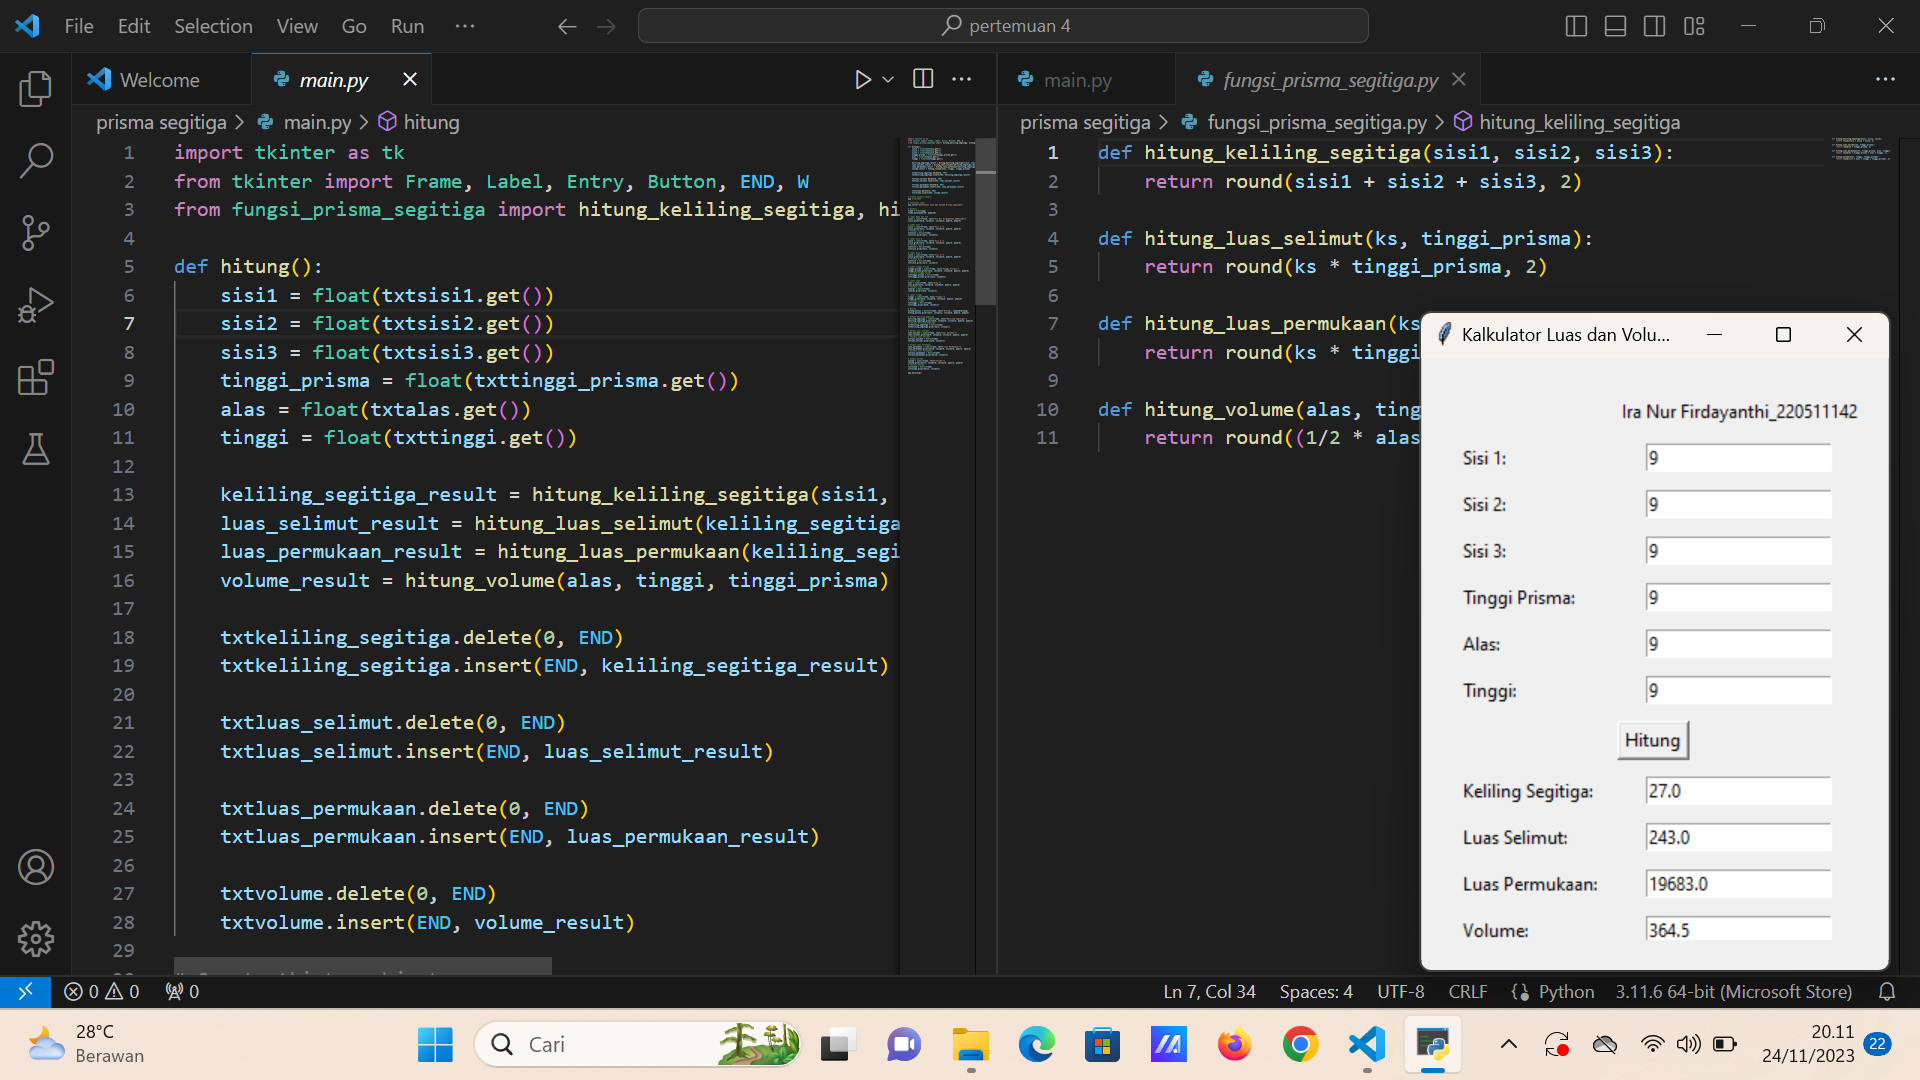 File Edit Selection View Go Run ···
pertemuan 4
Welcome
main.py
prisma segitiga > main.py > hitung
1 import tkinter as tk
2 from tkinter import Frame, Label, Entry, Button, END, W
3 from fungsi_prisma_segitiga import hitung_keliling_segitiga, hi
4
5 def hitung():
6 sisi1 = float(txtsisi1.get())
7 sisi2 = float(txtsisi2.get())
8 sisi3 = float(txtsisi3.get())
9 tinggi_prisma = float(txttinggi_prisma.get())
10 alas = float(txtalas.get())
11 tinggi = float(txttinggi.get())
12
13 keliling_segitiga_result = hitung_keliling_segitiga(sisi1,
14 luas_selimut_result = hitung_luas_selimut(keliling_segitiga
15 luas_permukaan_result = hitung_luas_permukaan(keliling_segi
16 volume_result = hitung_volume(alas, tinggi, tinggi_prisma)
17
18 txtkeliling_segitiga.delete(0, END)
19 txtkeliling_segitiga.insert(END, keliling_segitiga_result)
20
21 txtluas_selimut.delete(0, END)
22 txtluas_selimut.insert(END, luas_selimut_result)
23
24 txtluas_permukaan.delete(0, END)
25 txtluas_permukaan.insert(END, luas_permukaan_result)
26
27 txtvolume.delete(0, END)
28 txtvolume.insert(END, volume_result)
29
main.py
fungsi_prisma_segitiga.py
prisma segitiga > fungsi_prisma_segitiga.py > hitung_keliling_segitiga
1 def hitung_keliling_segitiga(sisi1, sisi2, sisi3):
2 return round(sisi1 + sisi2 + sisi3, 2)
3
4 def hitung_luas_selimut(ks, tinggi_prisma):
5 return round(ks * tinggi_prisma, 2)
6
7 def hitung_luas_permukaan(ks
8 return round(ks * tinggi
9
10 def hitung_volume(alas, ting
11 return round((1/2 * alas
Kalkulator Luas dan Volu...
Ira Nur Firdayanthi_220511142
Sisi 1: 9
Sisi 2: 9
Sisi 3: 9
Tinggi Prisma: 9
Alas: 9
Tinggi: 9
Hitung
Keliling Segitiga: 27.0
Luas Selimut: 243.0
Luas Permukaan: 19683.0
Volume: 364.5
0 0 0
Ln 7, Col 34 Spaces: 4 UTF-8 CRLF Python 3.11.6 64-bit (Microsoft Store)
28°C
Berawan
Cari
20.11
24/11/2023
22